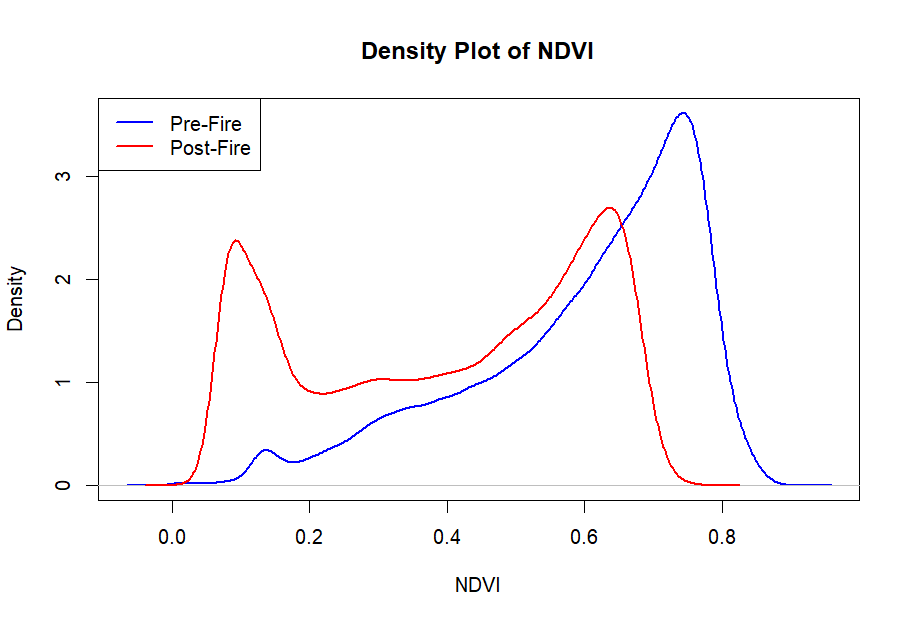 Density Plot of NDVI
Pre-Fire
Post-Fire
Density
3
2
1
0
0.0 0.2 0.4 0.6 0.8
NDVI